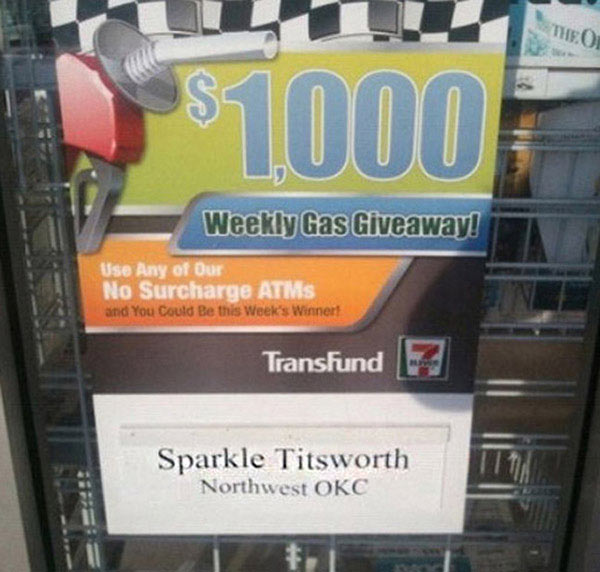 THE O
$1,000
Weekly Gas Giveaway!
Use Any of Our
No Surcharge ATMs
and You Could Be this Week's Winner!
Transfund
7
ELEVEN
Sparkle Titsworth
Northwest OKC